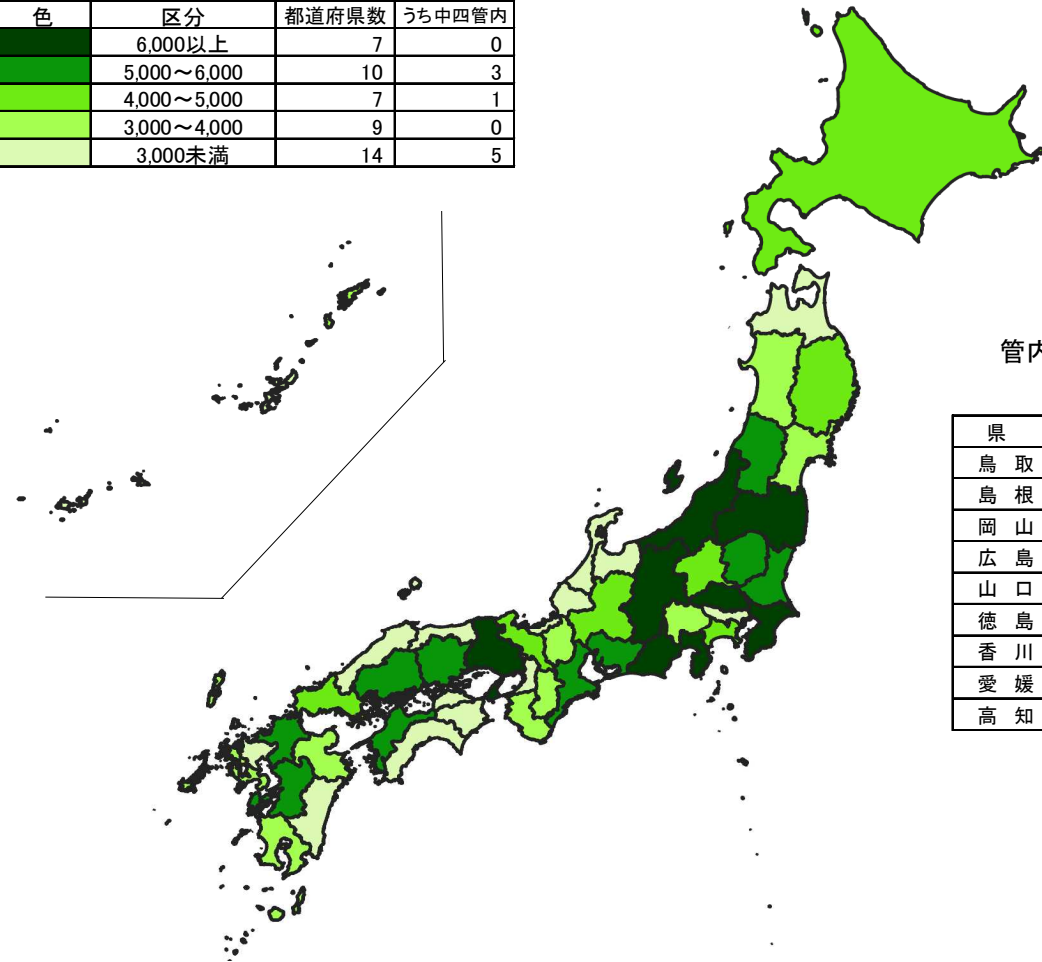 色 区分 都道府県数 うち中四管内
6,000以上 7 0
5,000～6,000 10 3
4,000～5,000 7 1
3,000～4,000 9 0
3,000未満 14 5
管内
県
鳥 取
島 根
岡 山
広 島
山 口
徳 島
香 川
愛 媛
高 知